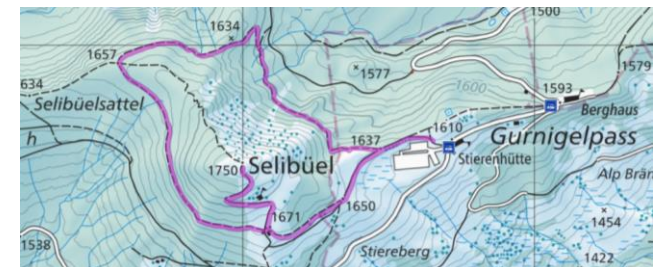 1634
1500
1657
×1577
1600
1593
1579
634
Selibüelsattel
Berghaus
h
1637
1610
Gurnigelpass
Stierenhütte
1750
Selibüel
Alp Brän
1650
1671
1454
1538
Stiereberg
1422